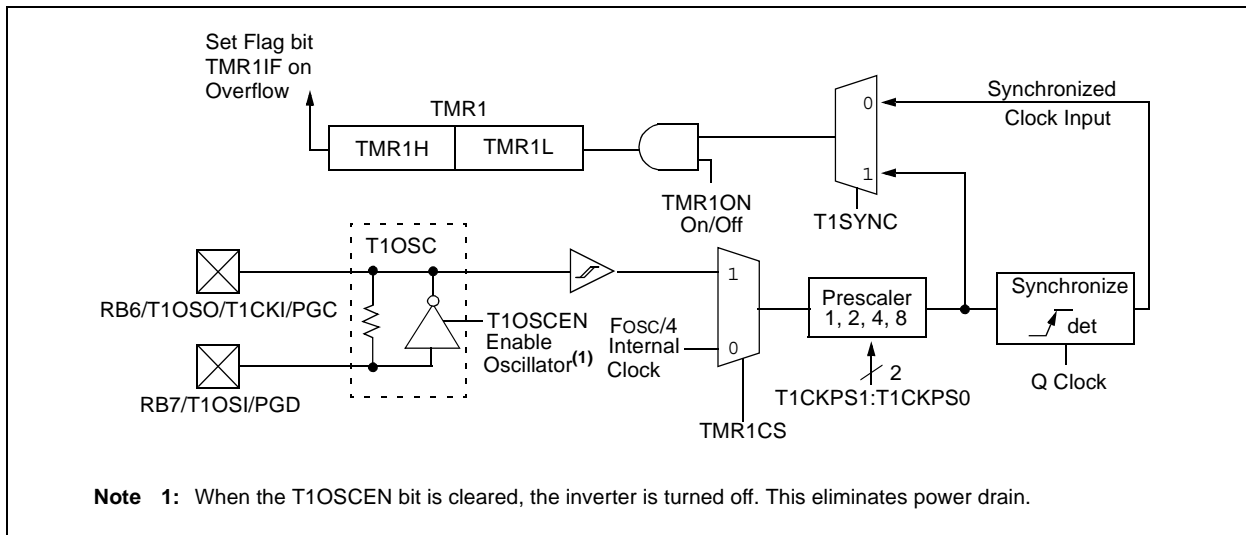 Set Flag bit
TMR1IF on
Overflow
TMR1
TMR1H
TMR1L
TMR1ON
On/Off
0
1
T1SYNC
Synchronized
Clock Input
T1OSC
RB6/T1OSO/T1CKI/PGC
RB7/T1OSI/PGD
T1OSCEN
Enable
Oscillator(1)
FOSC/4
Internal
Clock
1
0
TMR1CS
Prescaler
1, 2, 4, 8
2
T1CKPS1:T1CKPS0
Synchronize
det
Q Clock
Note 1: When the T1OSCEN bit is cleared, the inverter is turned off. This eliminates power drain.